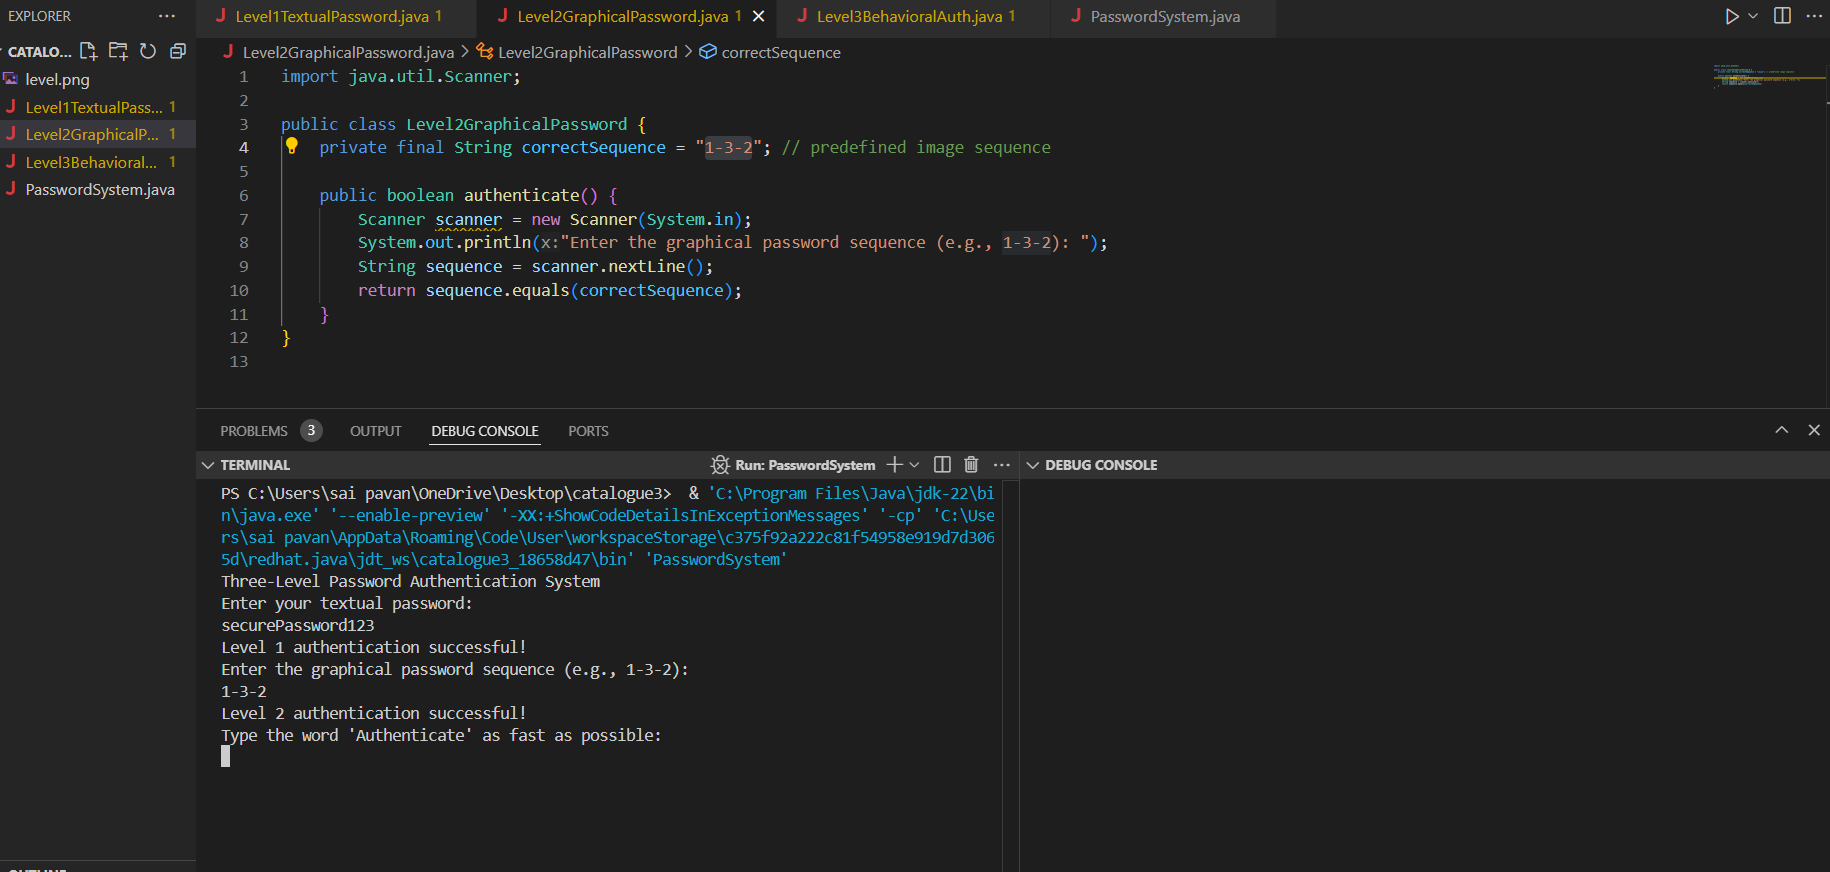 EXPLORER
CATALO...
level.png
Level1TextualPass... 1
Level2GraphicalP... 1
Level3Behavioral... 1
PasswordSystem.java
Level1TextualPassword.java 1
Level2GraphicalPassword.java 1
Level3BehavioralAuth.java 1
PasswordSystem.java
Level2GraphicalPassword.java > Level2GraphicalPassword > correctSequence
1 import java.util.Scanner;
2
3 public class Level2GraphicalPassword {
4 private final String correctSequence = "1-3-2"; // predefined image sequence
5
6 public boolean authenticate() {
7 Scanner scanner = new Scanner(System.in);
8 System.out.println(x:"Enter the graphical password sequence (e.g., 1-3-2): ");
9 String sequence = scanner.nextLine();
10 return sequence.equals(correctSequence);
11 }
12 }
13
PROBLEMS 3 OUTPUT DEBUG CONSOLE PORTS
TERMINAL
Run: PasswordSystem
PS C:\Users\sai pavan\OneDrive\Desktop\catalogue3> & 'C:\Program Files\Java\jdk-22\bi
n\java.exe' '--enable-preview' '-XX:+ShowCodeDetailsInExceptionMessages' '-cp' 'C:\Use
rs\sai pavan\AppData\Roaming\Code\User\workspaceStorage\c375f92a222c81f54958e919d7d306
5d\redhat.java\jdt_ws\catalogue3_18658d47\bin' 'PasswordSystem'
Three-Level Password Authentication System
Enter your textual password:
securePassword123
Level 1 authentication successful!
Enter the graphical password sequence (e.g., 1-3-2):
1-3-2
Level 2 authentication successful!
Type the word 'Authenticate' as fast as possible:
DEBUG CONSOLE